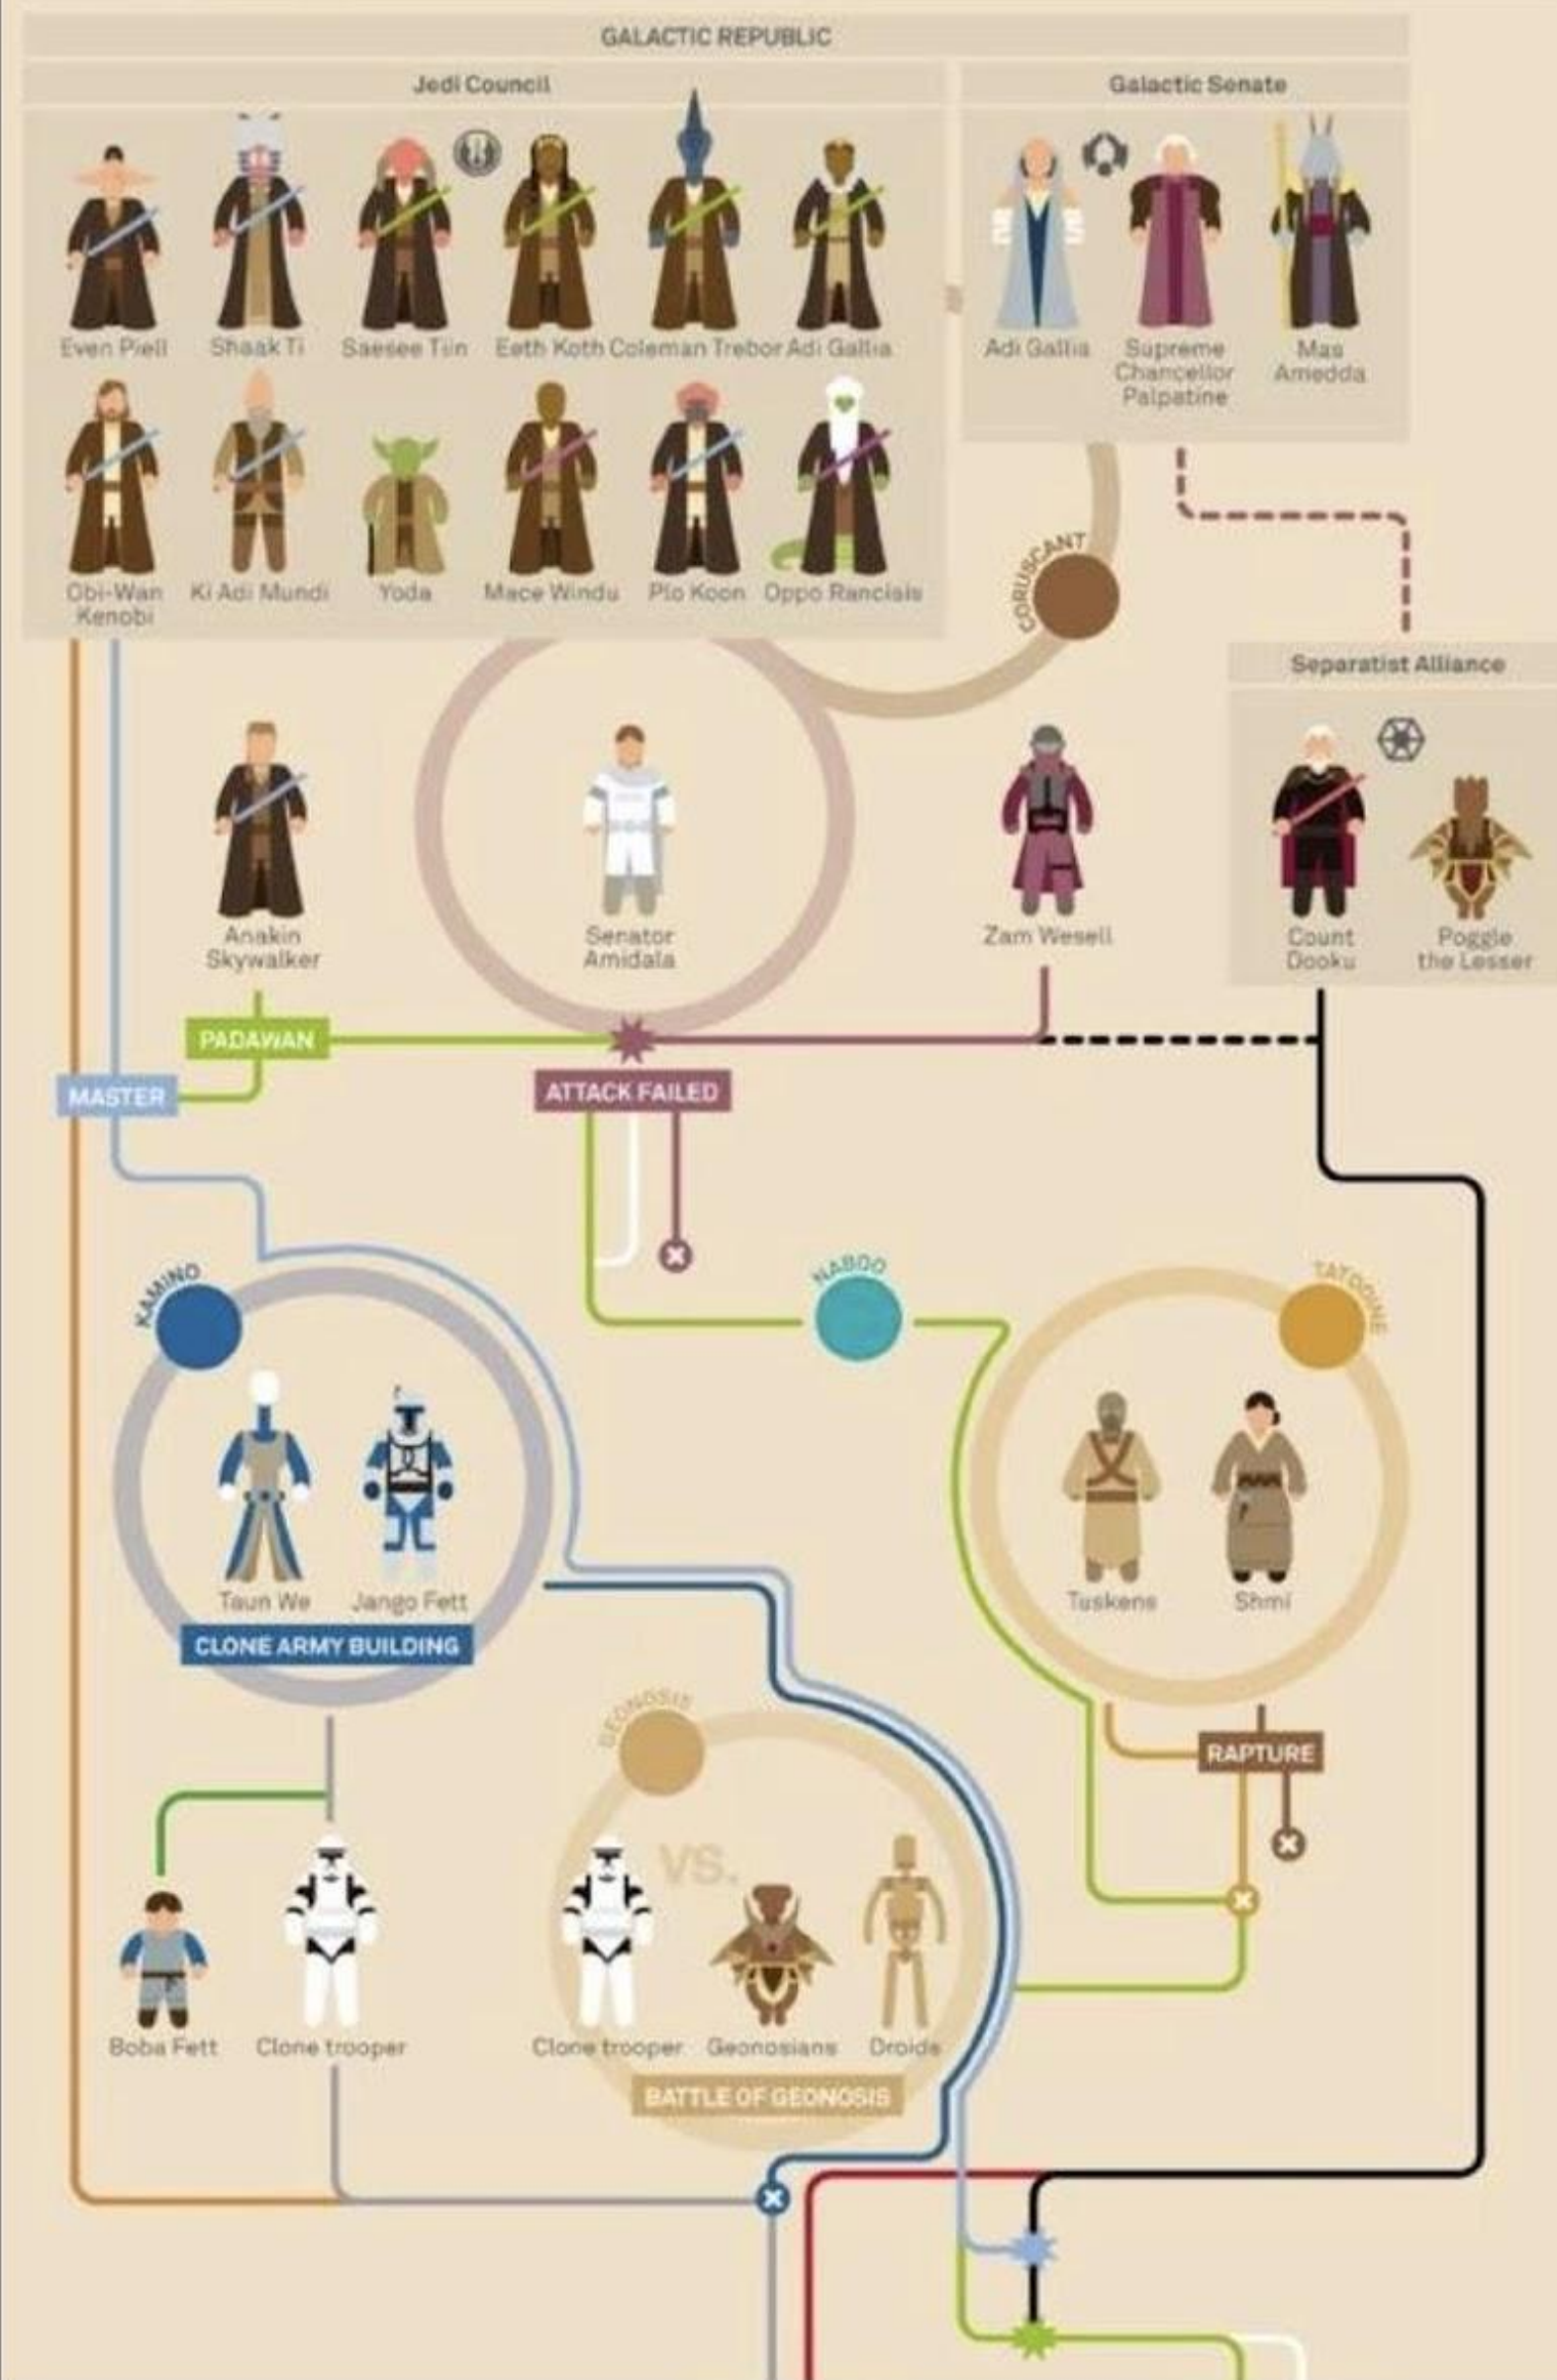 GALACTIC REPUBLIC
Jedi Council
Galactic Senate
Even Piell
Shaak Ti
Saesee Tiin
Eeth Koth
Coleman Trebor
Adi Gallia
Adi Gallia
Supreme
Chancellor
Palpatine
Mas
Amedda
Obi-Wan
Kenobi
Ki Adi Mundi
Yoda
Mace Windu
Plo Koon
Oppo Rancisis
CORUSCANT
Separatist Alliance
Anakin
Skywalker
Senator
Amidala
Zam Wesell
Count
Dooku
Poggle
the Lesser
PADAWAN
MASTER
ATTACK FAILED
KAMINO
NABOO
TATOOINE
Taun We
Jango Fett
Tuskens
Shmi
CLONE ARMY BUILDING
GEONOSIS
RAPTURE
VS.
Boba Fett
Clone trooper
Clone trooper
Geonosians
Droids
BATTLE OF GEONOSIS